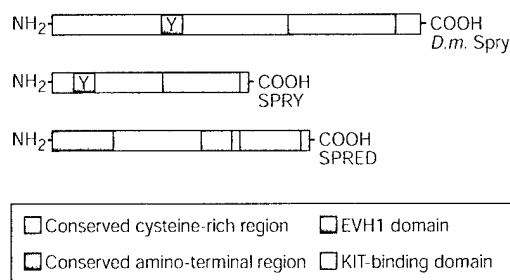 NH2 Y COOH
D.m. Spry
NH2 Y COOH
SPRY
NH2 COOH
SPRED
Conserved cysteine-rich region EVH1 domain
Conserved amino-terminal region KIT-binding domain